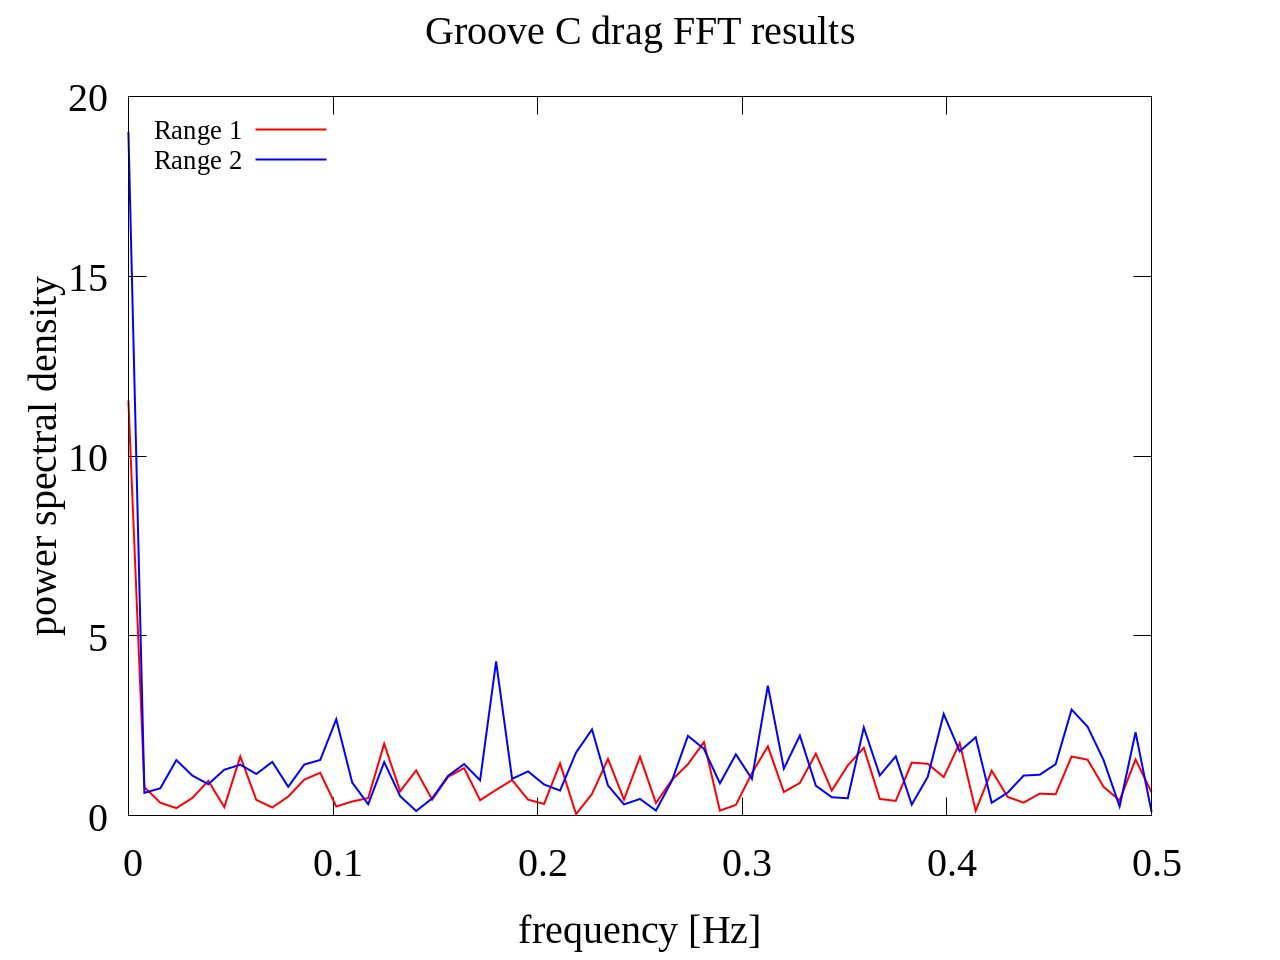 Groove C drag FFT results
20
15
10
5
0
Range 1
Range 2
power spectral density
0 0.1 0.2 0.3 0.4 0.5
frequency [Hz]